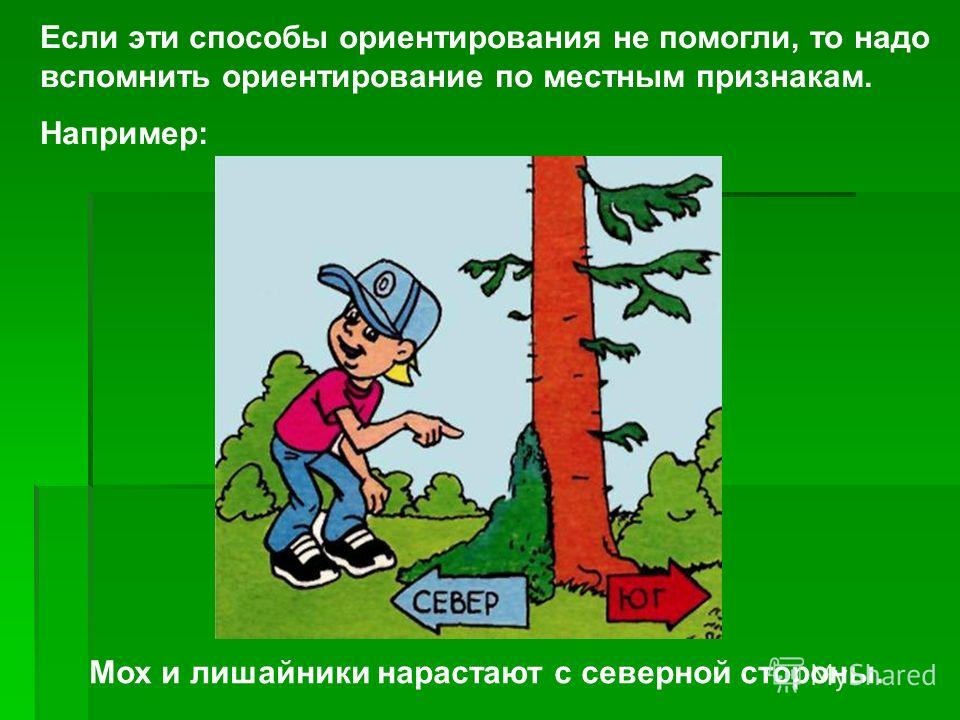 Если эти способы ориентирования не помогли, то надо
вспомнить ориентирование по местным признакам.
Например:
О
СЕВЕР
ЮГ
Мох и лишайники нарастают с северной стороны.
MyShared